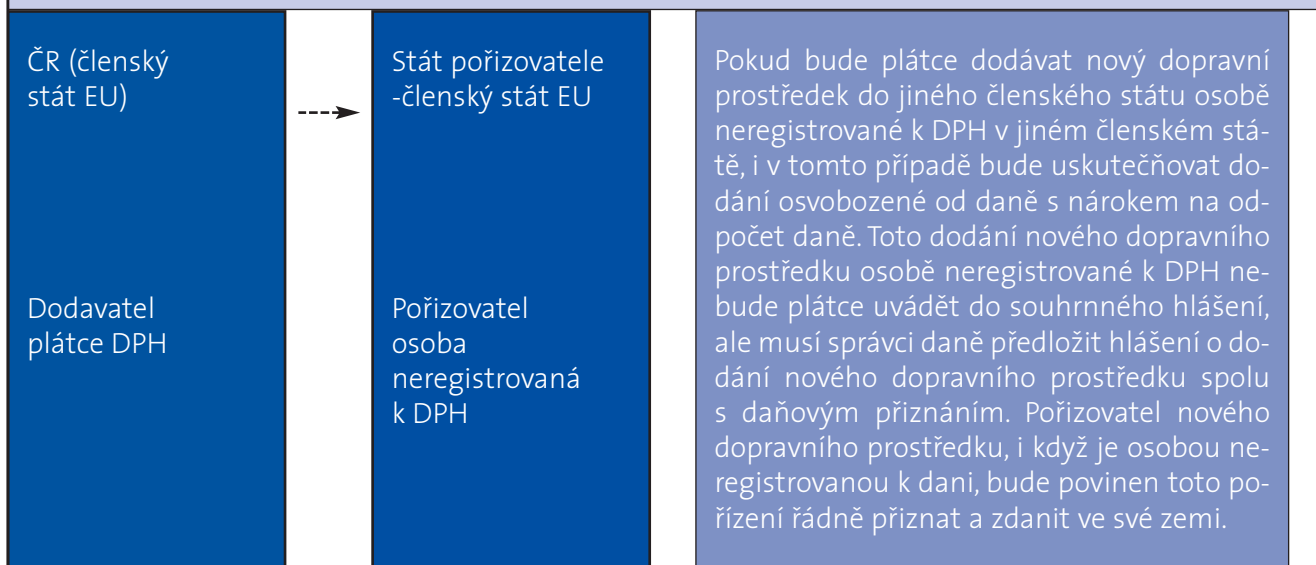 ČR (členský
stát EU)
Dodavatel
plátce DPH
Stát pořizovatele
-členský stát EU
Pořizovatel
osoba
neregistrovaná
k DPH
Pokud bude plátce dodávat nový dopravní
prostředek do jiného členského státu osobě
neregistrované k DPH v jiném členském stá-
tě, i v tomto případě bude uskutečňovat do-
dání osvobozené od daně s nárokem na od-
počet daně. Toto dodání nového dopravního
prostředku osobě neregistrované k DPH ne-
bude plátce uvádět do souhrnného hlášení,
ale musí správci daně předložit hlášení o do-
dání nového dopravního prostředku spolu
s daňovým přiznáním. Pořizovatel nového
dopravního prostředku, i když je osobou ne-
registrovanou k dani, bude povinen toto po-
řízení řádně přiznat a zdanit ve své zemi.